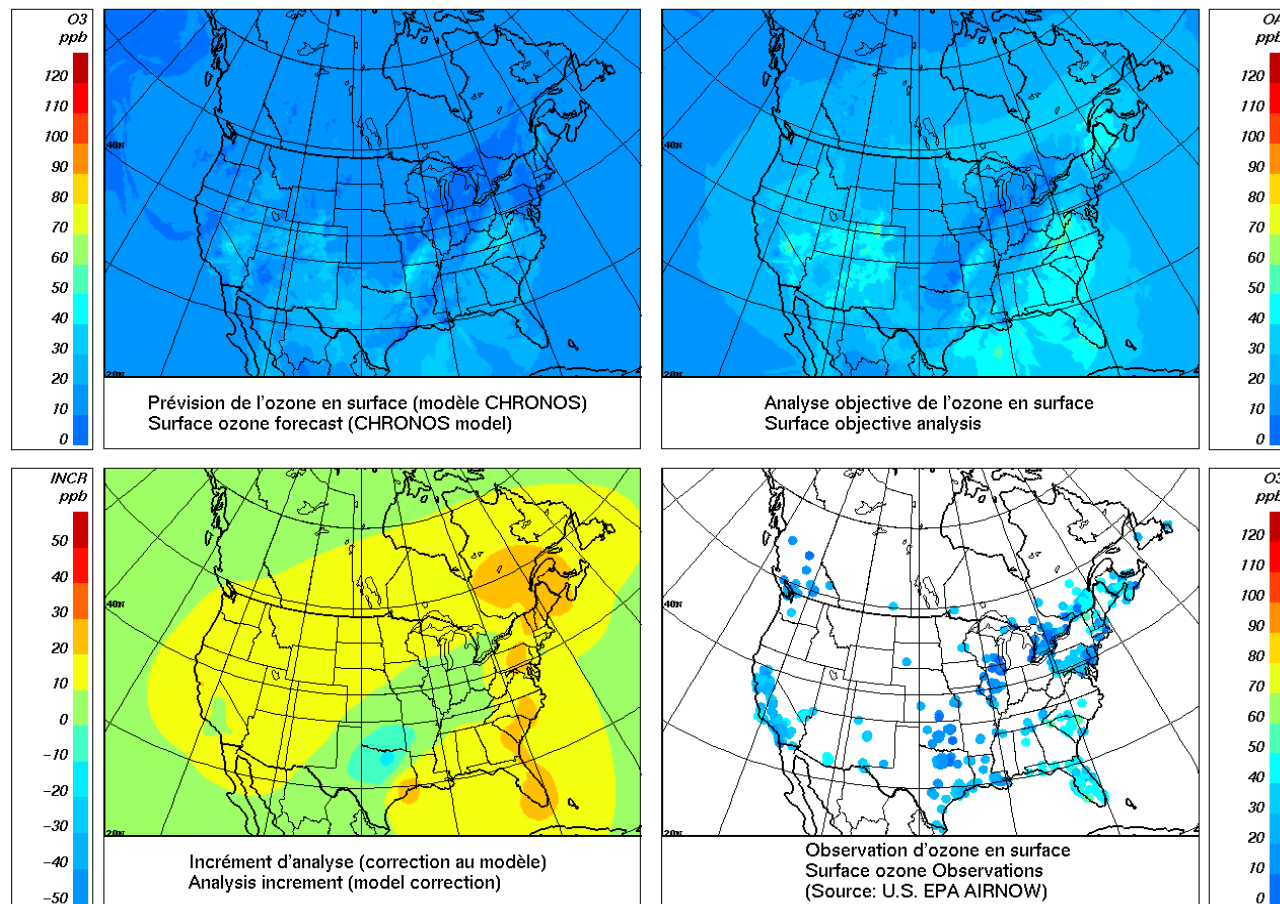 O3
ppb
120
110
100
90
80
70
60
50
40
30
20
10
0
40N
20N
Prévision de l'ozone en surface (modèle CHRONOS)
Surface ozone forecast (CHRONOS model)
40N
20N
Analyse objective de l'ozone en surface
Surface objective analysis
OA
ppb
120
110
100
90
80
70
60
50
40
30
20
10
0
INCR
ppb
50
40
30
20
10
0
−10
−20
−30
−40
−50
40N
20N
Incrément d'analyse (correction au modèle)
Analysis increment (model correction)
40N
20N
Observation d'ozone en surface
Surface ozone Observations
(Source: U.S. EPA AIRNOW)
O3
ppb
120
110
100
90
80
70
60
50
40
30
20
10
0